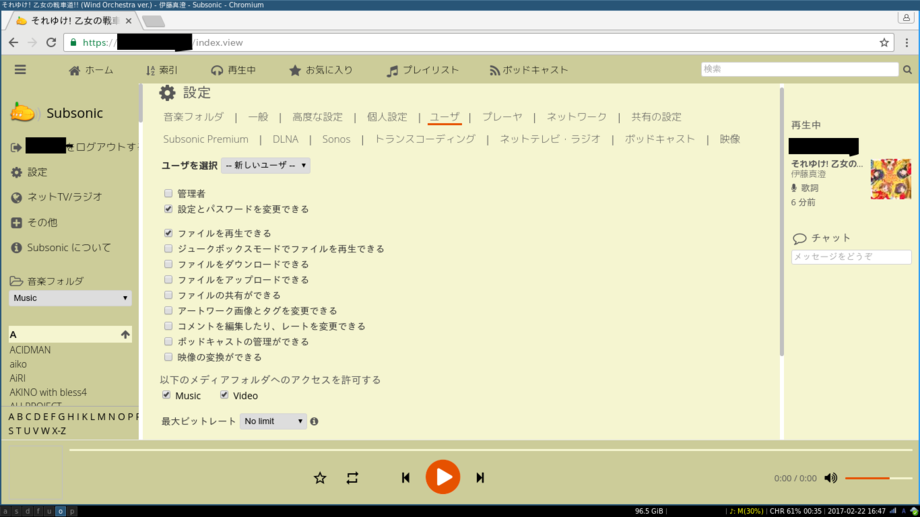 それゆけ! 乙女の戦車道!! (Wind Orchestra ver.) - 伊藤真澄 - Subsonic - Chromium
それゆけ! 乙女の戦車
https:// /index.view
ホーム 索引 再生中 お気に入り プレイリスト ポッドキャスト 検索
Subsonic
をログアウトす
設定
ネットTV/ラジオ
その他
Subsonic について
音楽フォルダ
Music
A
ACIDMAN
aiko
AiRI
AKINO with bless4
ALI PROJECT
A B C D E F G H I K L M N O P R
S T U V W X-Z
設定
音楽フォルダ | 一般 | 高度な設定 | 個人設定 | ユーザ | プレーヤ | ネットワーク | 共有の設定
Subsonic Premium | DLNA | Sonos | トランスコーディング | ネットテレビ・ラジオ | ポッドキャスト | 映像
ユーザを選択 -- 新しいユーザ --
管理者
設定とパスワードを変更できる
ファイルを再生できる
ジュークボックスモードでファイルを再生できる
ファイルをダウンロードできる
ファイルをアップロードできる
ファイルの共有ができる
アートワーク画像とタグを変更できる
コメントを編集したり、レートを変更できる
ポッドキャストの管理ができる
映像の変換ができる
以下のメディアフォルダへのアクセスを許可する
Music Video
最大ビットレート No limit
再生中
それゆけ! 乙女の...
伊藤真澄
歌詞
6 分前
チャット
メッセージをどうぞ
0:00 / 0:00
a s d f u o p
96.5 GiB | | ♪: M(30%) | CHR 61% 00:35 | 2017-02-22 16:47